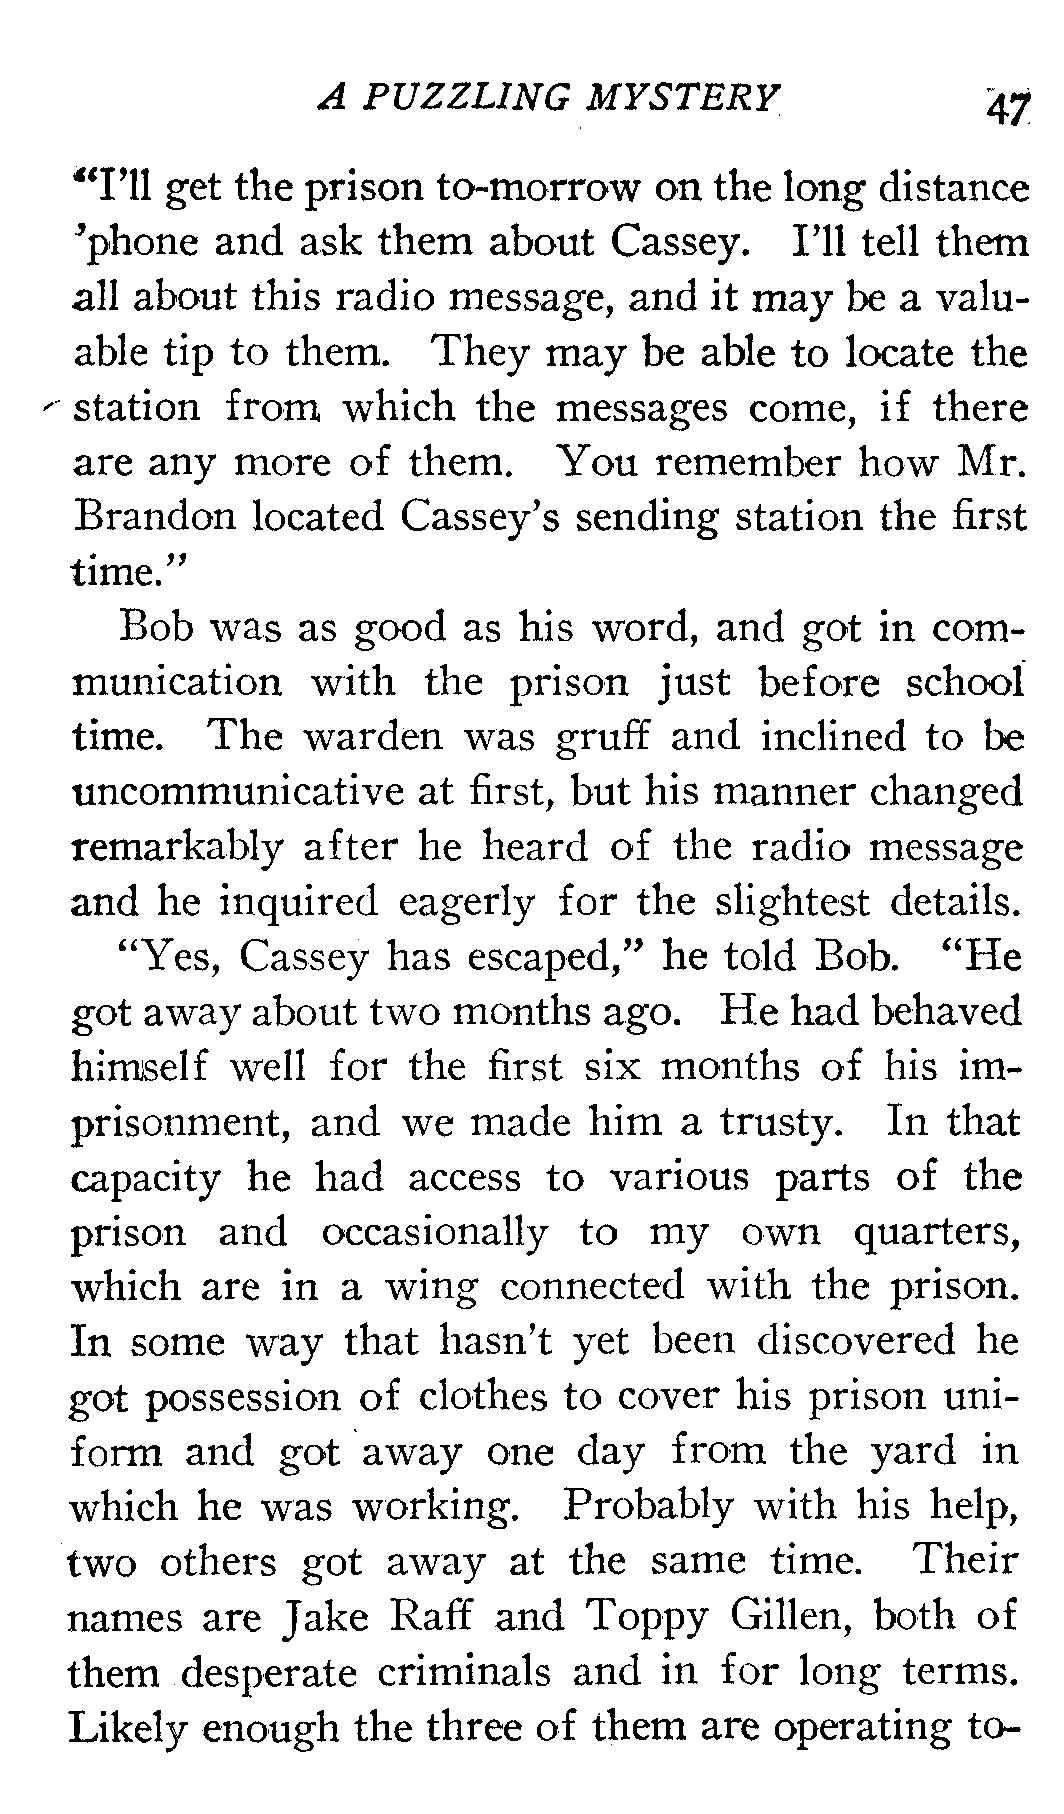 A PUZZLING MYSTERY 47
“I’ll get the prison to-morrow on the long distance
’phone and ask them about Cassey. I’ll tell them
all about this radio message, and it may be a valu-
able tip to them. They may be able to locate the
station from which the messages come, if there
are any more of them. You remember how Mr.
Brandon located Cassey’s sending station the first
time.”
Bob was as good as his word, and got in com-
munication with the prison just before school
time. The warden was gruff and inclined to be
uncommunicative at first, but his manner changed
remarkably after he heard of the radio message
and he inquired eagerly for the slightest details.
“Yes, Cassey has escaped,” he told Bob. “He
got away about two months ago. He had behaved
himself well for the first six months of his im-
prisonment, and we made him a trusty. In that
capacity he had access to various parts of the
prison and occasionally to my own quarters,
which are in a wing connected with the prison.
In some way that hasn’t yet been discovered he
got possession of clothes to cover his prison uni-
form and got away one day from the yard in
which he was working. Probably with his help,
two others got away at the same time. Their
names are Jake Raff and Toppy Gillen, both of
them desperate criminals and in for long terms.
Likely enough the three of them are operating to-